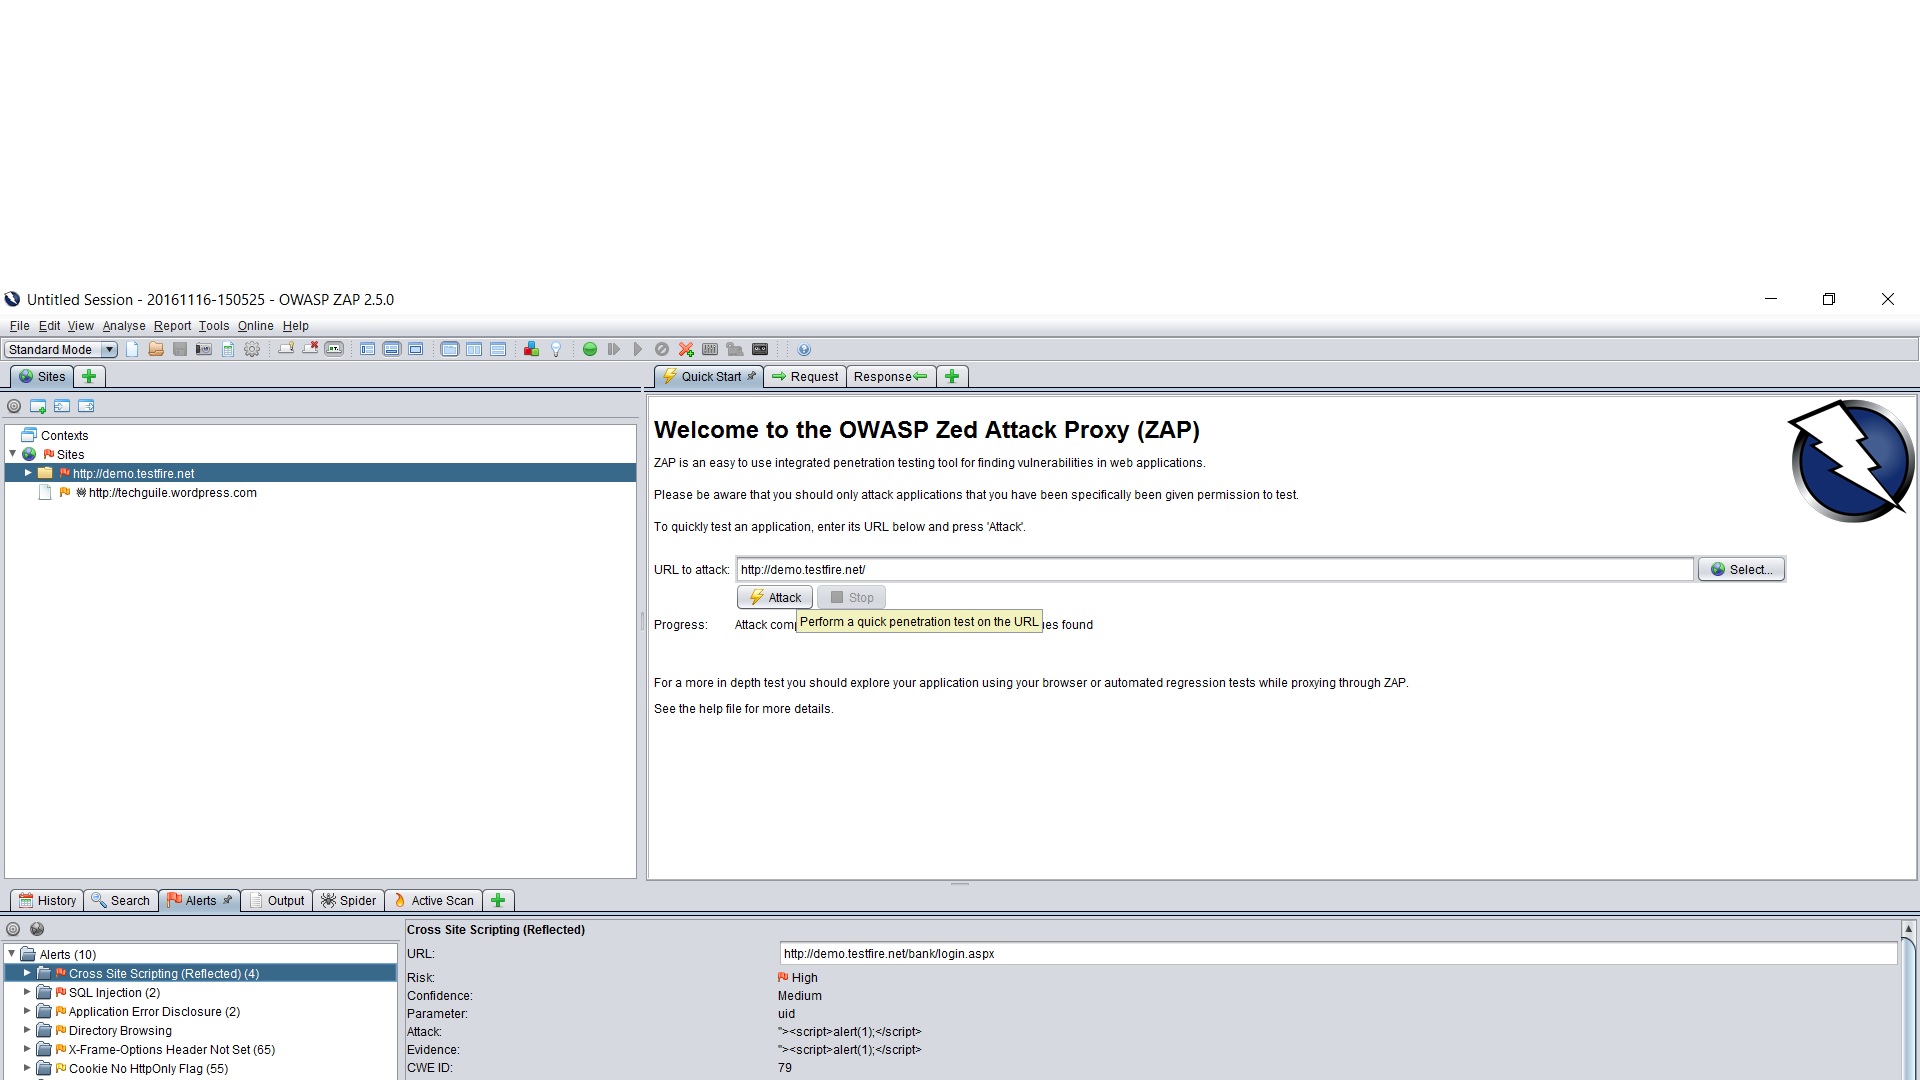 Untitled Session - 20161116-150525 - OWASP ZAP 2.5.0
File Edit View Analyse Report Tools Online Help
Standard Mode
Sites
Quick Start Request Response
Contexts
Sites
http://demo.testfire.net
http://techguile.wordpress.com
Welcome to the OWASP Zed Attack Proxy (ZAP)
ZAP is an easy to use integrated penetration testing tool for finding vulnerabilities in web applications.
Please be aware that you should only attack applications that you have been specifically been given permission to test.
To quickly test an application, enter its URL below and press 'Attack'.
URL to attack: http://demo.testfire.net/ Select...
Attack Stop
Perform a quick penetration test on the URL
Progress: Attack found
For a more in depth test you should explore your application using your browser or automated regression tests while proxying through ZAP.
See the help file for more details.
History Search Alerts Output Spider Active Scan
Alerts (10)
Cross Site Scripting (Reflected) (4)
SQL Injection (2)
Application Error Disclosure (2)
Directory Browsing
X-Frame-Options Header Not Set (65)
Cookie No HttpOnly Flag (55)
Cross Site Scripting (Reflected)
URL: http://demo.testfire.net/bank/login.aspx
Risk: High
Confidence: Medium
Parameter: uid
Attack: "><script>alert(1);</script>
Evidence: "><script>alert(1);</script>
CWE ID: 79